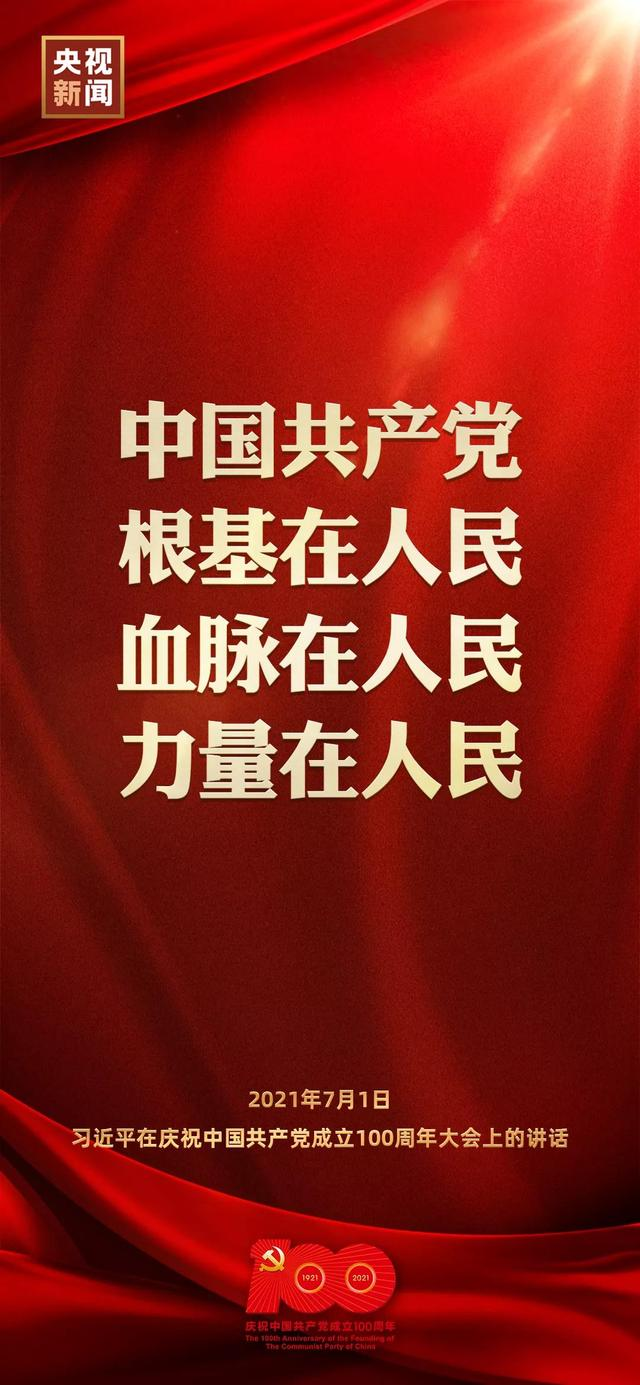 央视
新闻
中国共产党
根基在人民
血脉在人民
力量在人民
2021年7月1日
习近平在庆祝中国共产党成立100周年大会上的讲话
100
1921
2021
庆祝中国共产党成立100周年
The 100th Anniversary of the Founding of
The Communist Party of China